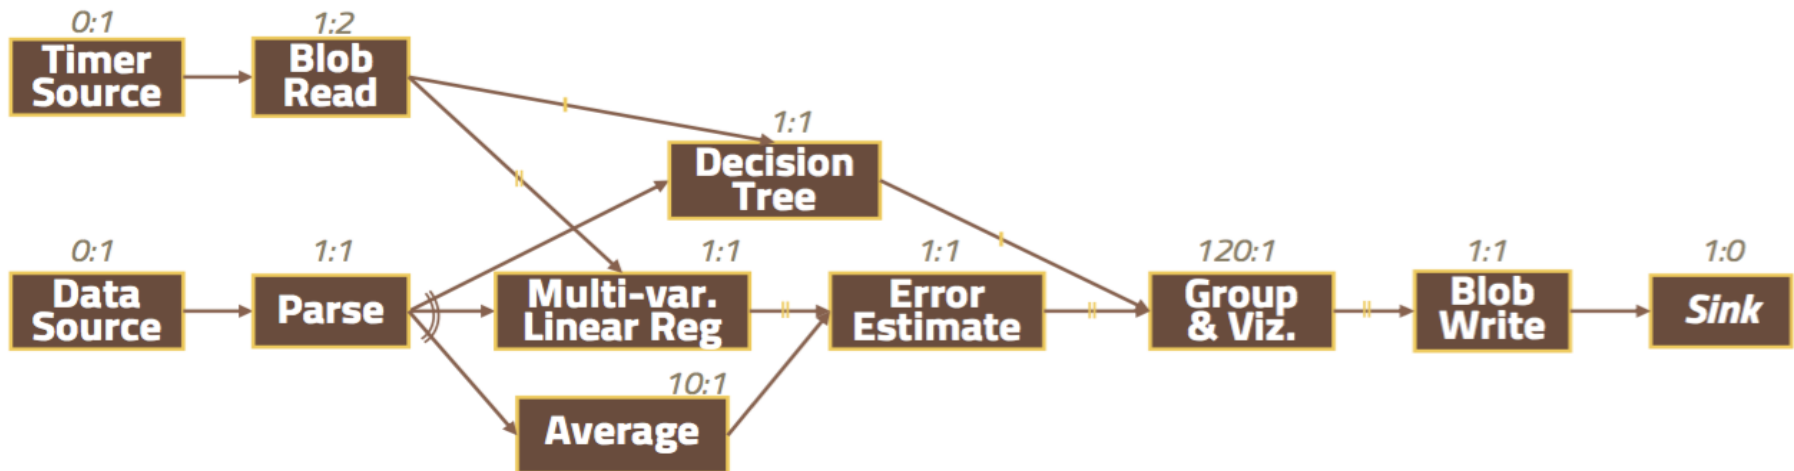 0:1
Timer
Source
1:2
Blob
Read
1:1
Decision
Tree
0:1
Data
Source
1:1
Parse
1:1
Multi-var.
Linear Reg
1:1
Error
Estimate
120:1
Group
& Viz.
1:1
Blob
Write
1:0
Sink
10:1
Average